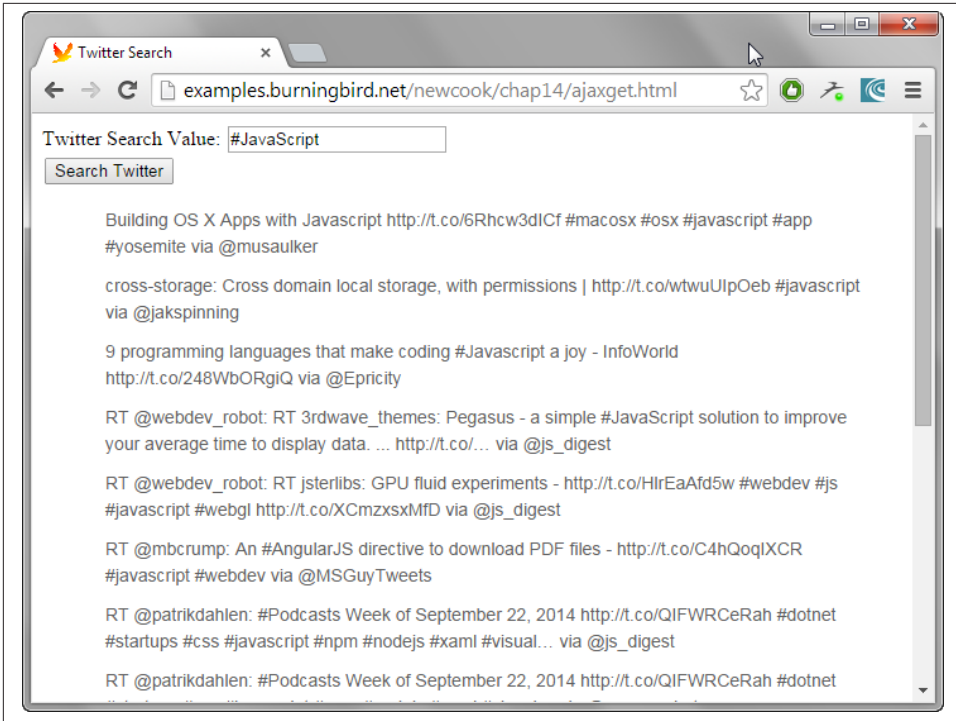 Twitter Search
examples.burningbird.net/newcook/chap14/ajaxget.html
Twitter Search Value: #JavaScript
Search Twitter
Building OS X Apps with Javascript http://t.co/6Rhcw3dICf #macosx #osx #javascript #app
#yosemite via @musaulker
cross-storage: Cross domain local storage, with permissions | http://t.co/wtwuUIpOeb #javascript
via @jakspinning
9 programming languages that make coding #Javascript a joy - InfoWorld
http://t.co/248WbORgiQ via @Epricity
RT @webdev_robot: RT 3rdwave_themes: Pegasus - a simple #JavaScript solution to improve
your average time to display data. ... http://t.co/… via @js_digest
RT @webdev_robot: RT jsterlibs: GPU fluid experiments - http://t.co/HlrEaAfd5w #webdev #js
#javascript #webgl http://t.co/XCmzxsxMfD via @js_digest
RT @mbcrump: An #AngularJS directive to download PDF files - http://t.co/C4hQoqlXCR
#javascript #webdev via @MSGuyTweets
RT @patrikdahlen: #Podcasts Week of September 22, 2014 http://t.co/QIFWRCeRah #dotnet
#startups #css #javascript #npm #nodejs #xaml #visual… via @js_digest
RT @patrikdahlen: #Podcasts Week of September 22, 2014 http://t.co/QIFWRCeRah #dotnet